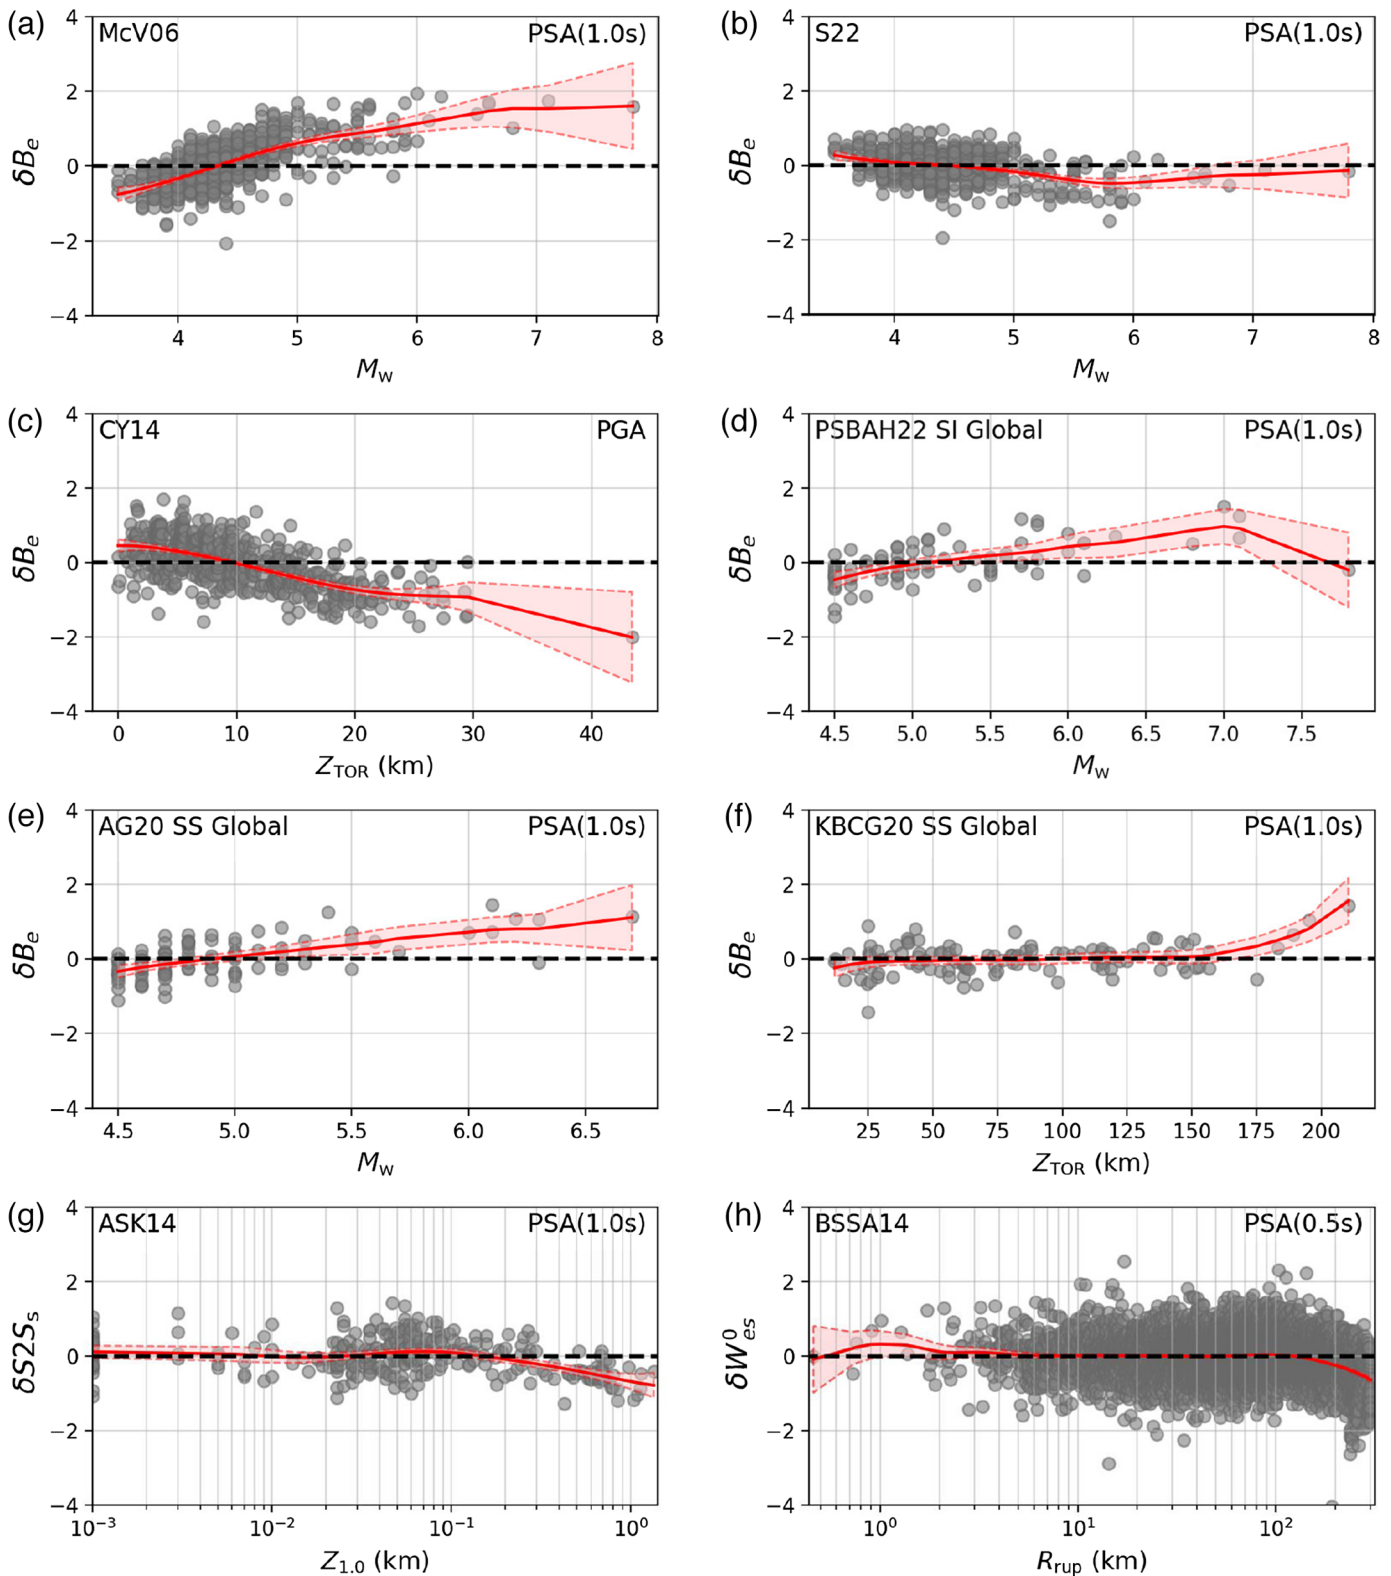 (a) McV06 PSA(1.0s)
4
2
0
−2
−4
δBe
4 5 6 7 8
Mw
(b) S22 PSA(1.0s)
4
2
0
−2
−4
δBe
4 5 6 7 8
Mw
(c) CY14 PGA
4
2
0
−2
−4
δBe
0 10 20 30 40
ZTOR (km)
(d) PSBAH22 SI Global PSA(1.0s)
4
2
0
−2
−4
δBe
4.5 5.0 5.5 6.0 6.5 7.0 7.5
Mw
(e) AG20 SS Global PSA(1.0s)
4
2
0
−2
−4
δBe
4.5 5.0 5.5 6.0 6.5
Mw
(f) KBCG20 SS Global PSA(1.0s)
4
2
0
−2
−4
δBe
25 50 75 100 125 150 175 200
ZTOR (km)
(g) ASK14 PSA(1.0s)
4
2
0
−2
−4
δS2Ss
10⁻³ 10⁻² 10⁻¹ 10⁰
Z1.0 (km)
(h) BSSA14 PSA(0.5s)
4
2
0
−2
−4
δW⁰es
10⁰ 10¹ 10²
Rrup (km)